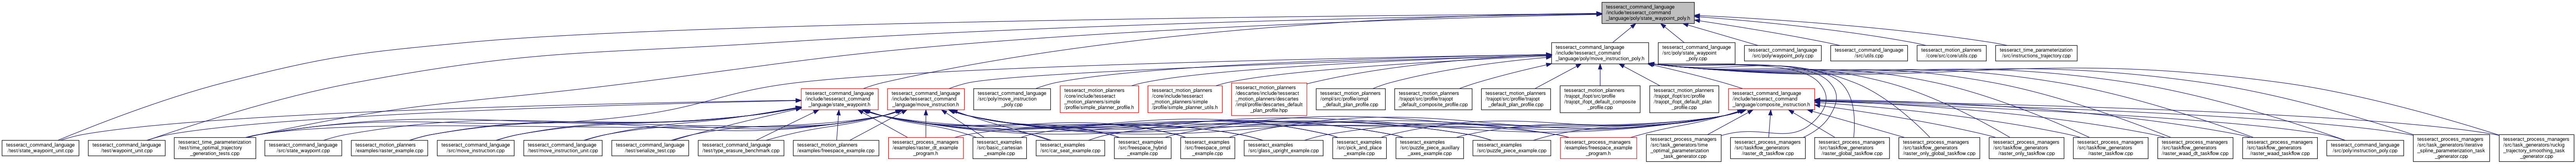 tesseract_command_language
/include/tesseract_command
_language/poly/state_waypoint_poly.h
tesseract_command_language
/include/tesseract_command
_language/poly/move_instruction_poly.h
tesseract_command_language
/src/poly/state_waypoint
_poly.cpp
tesseract_command_language
/src/poly/waypoint_poly.cpp
tesseract_command_language
/src/utils.cpp
tesseract_motion_planners
/core/src/core/utils.cpp
tesseract_time_parameterization
/src/instructions_trajectory.cpp
tesseract_command_language
/include/tesseract_command
_language/state_waypoint.h
tesseract_command_language
/include/tesseract_command
_language/move_instruction.h
tesseract_command_language
/src/poly/move_instruction
_poly.cpp
tesseract_motion_planners
/core/include/tesseract
_motion_planners/simple
/profile/simple_planner_profile.h
tesseract_motion_planners
/core/include/tesseract
_motion_planners/simple
/profile/simple_planner_utils.h
tesseract_motion_planners
/descartes/include/tesseract
_motion_planners/descartes
/impl/profile/descartes_default
_plan_profile.hpp
tesseract_motion_planners
/ompl/src/profile/ompl
_default_plan_profile.cpp
tesseract_motion_planners
/trajopt/src/profile/trajopt
_default_composite_profile.cpp
tesseract_motion_planners
/trajopt/src/profile/trajopt
_default_plan_profile.cpp
tesseract_motion_planners
/trajopt_ifopt/src/profile
/trajopt_ifopt_default_composite
_profile.cpp
tesseract_motion_planners
/trajopt_ifopt/src/profile
/trajopt_ifopt_default_plan
_profile.cpp
tesseract_command_language
/include/tesseract_command
_language/composite_instruction.h
tesseract_command_language
/test/state_waypoint_unit.cpp
tesseract_command_language
/test/waypoint_unit.cpp
tesseract_time_parameterization
/test/time_optimal_trajectory
_generation_tests.cpp
tesseract_command_language
/src/state_waypoint.cpp
tesseract_motion_planners
/examples/raster_example.cpp
tesseract_command_language
/src/move_instruction.cpp
tesseract_command_language
/test/move_instruction_unit.cpp
tesseract_command_language
/test/serialize_test.cpp
tesseract_command_language
/test/type_erasure_benchmark.cpp
tesseract_motion_planners
/examples/freespace_example.cpp
tesseract_process_managers
/examples/raster_dt_example
_program.h
tesseract_examples
/src/basic_cartesian
_example.cpp
tesseract_examples
/src/car_seat_example.cpp
tesseract_examples
/src/freespace_hybrid
_example.cpp
tesseract_examples
/src/freespace_ompl
_example.cpp
tesseract_examples
/src/glass_upright_example.cpp
tesseract_examples
/src/pick_and_place
_example.cpp
tesseract_examples
/src/puzzle_piece_auxillary
_axes_example.cpp
tesseract_examples
/src/puzzle_piece_example.cpp
tesseract_process_managers
/examples/freespace_example
_program.h
tesseract_process_managers
/src/task_generators/time
_optimal_parameterization
_task_generator.cpp
tesseract_process_managers
/src/taskflow_generators
/raster_dt_taskflow.cpp
tesseract_process_managers
/src/taskflow_generators
/raster_global_taskflow.cpp
tesseract_process_managers
/src/taskflow_generators
/raster_only_global_taskflow.cpp
tesseract_process_managers
/src/taskflow_generators
/raster_only_taskflow.cpp
tesseract_process_managers
/src/taskflow_generators
/raster_taskflow.cpp
tesseract_process_managers
/src/taskflow_generators
/raster_waad_dt_taskflow.cpp
tesseract_process_managers
/src/taskflow_generators
/raster_waad_taskflow.cpp
tesseract_command_language
/src/poly/instruction_poly.cpp
tesseract_process_managers
/src/task_generators/iterative
_spline_parameterization_task
_generator.cpp
tesseract_process_managers
/src/task_generators/ruckig
_trajectory_smoothing_task
_generator.cpp